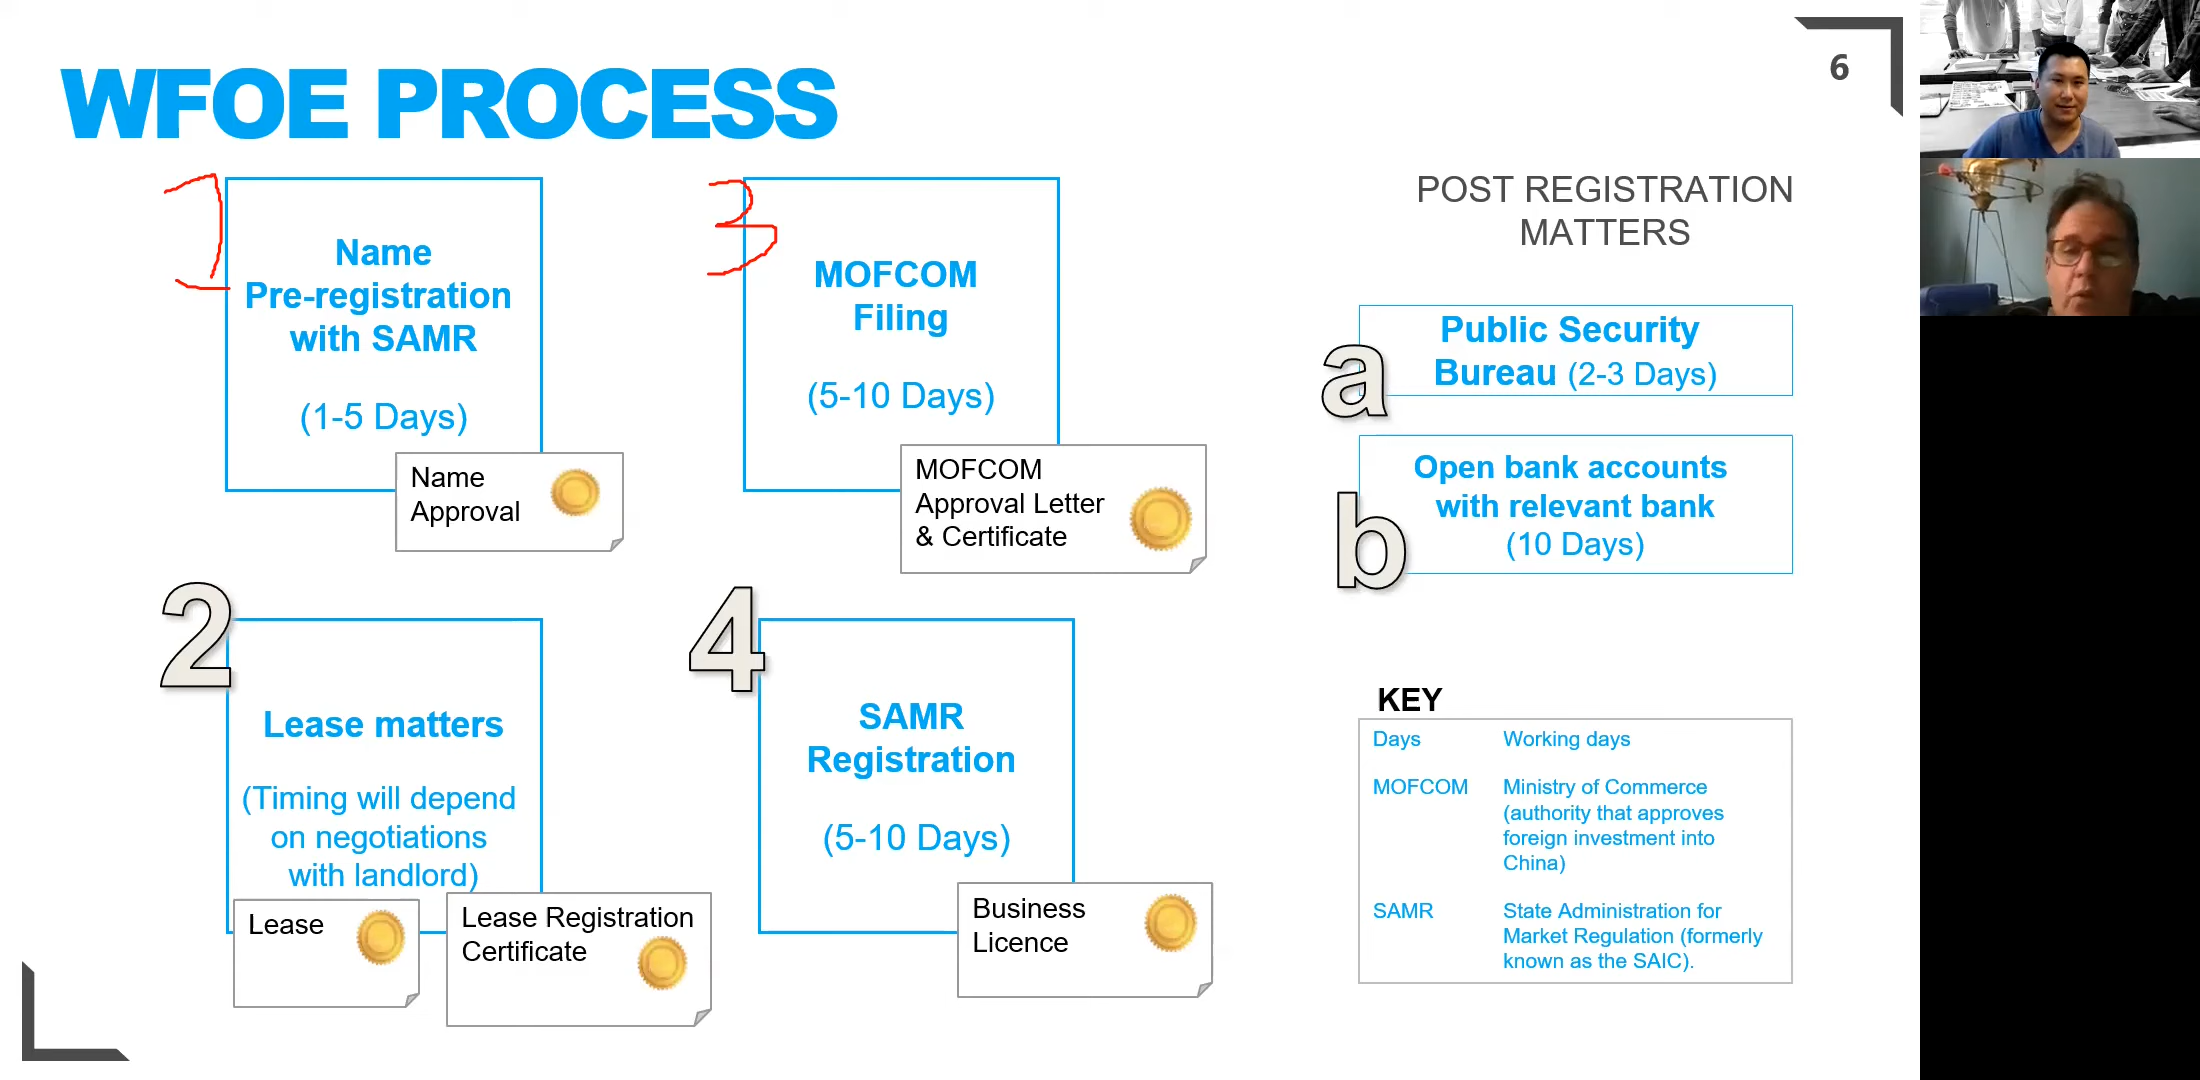 WFOE PROCESS
6
1
Name
Pre-registration
with SAMR
(1-5 Days)
Name
Approval
2
Lease matters
(Timing will depend
on negotiations
with landlord)
Lease
Lease Registration
Certificate
3
MOFCOM
Filing
(5-10 Days)
MOFCOM
Approval Letter
& Certificate
4
SAMR
Registration
(5-10 Days)
Business
Licence
POST REGISTRATION
MATTERS
a
Public Security
Bureau (2-3 Days)
b
Open bank accounts
with relevant bank
(10 Days)
KEY
Days Working days
MOFCOM Ministry of Commerce
(authority that approves
foreign investment into
China)
SAMR State Administration for
Market Regulation (formerly
known as the SAIC).